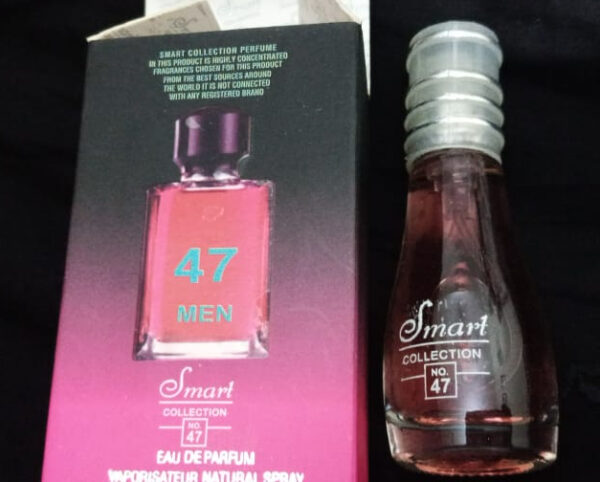 SMART COLLECTION PERFUME
IN THIS PRODUCT IS HIGHLY CONCENTRATED
FRAGRANCES CHOSEN FOR THIS PRODUCT
FROM THE BEST SOURCES AROUND
THE WORLD IT IS NOT CONNECTED
WITH ANY REGISTERED BRAND
47
MEN
Smart
COLLECTION
NO.
47
EAU DE PARFUM
VAPORISATEUR NATURAL SPRAY
Smart
COLLECTION
NO.
47